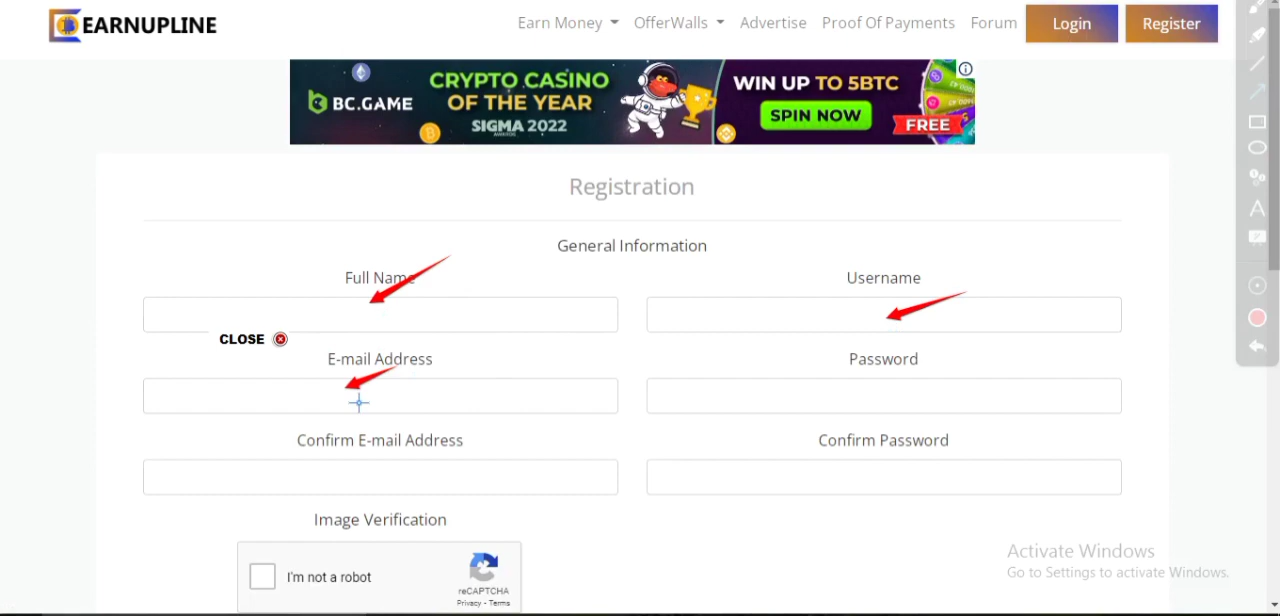 EARNUPLINE
Earn Money OfferWalls Advertise Proof Of Payments Forum Login Register
BC.GAME
CRYPTO CASINO
OF THE YEAR
SIGMA 2022
WIN UP TO 5BTC
SPIN NOW
FREE
Registration
General Information
Full Name Username
CLOSE
E-mail Address Password
Confirm E-mail Address Confirm Password
Image Verification
I'm not a robot
reCAPTCHA
Privacy - Terms
Activate Windows
Go to Settings to activate Windows.